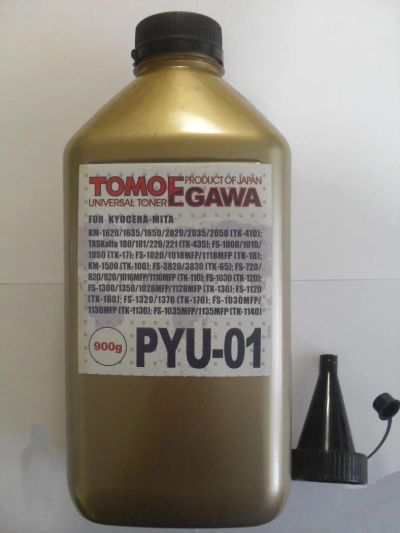 PRODUCT OF JAPAN
TOMOEGAWA
UNIVERSAL TONER
FOR KYOCERA-MITA
KM-1620/1635/1650/2020/2035/2050 (TK-410);
TASKalfa 180/181/220/221 (TK-435); FS-1000/1010/
1050 (TK-17); FS-1020/1018MFP/1118MFP (TK-18);
KM-1500 (TK-100); FS-3820/3830 (TK-65); FS-720/
820/920/1016MFP/1116MFP (TK-110); FS-1030 (TK-120);
FS-1300/1350/1028MFP/1128MFP (TK-130); FS-1120
(TK-160); FS-1320/1370 (TK-170); FS-1030MFP/
1130MFP (TK-1130); FS-1035MFP/1135MFP (TK-1140)
900g
PYU-01